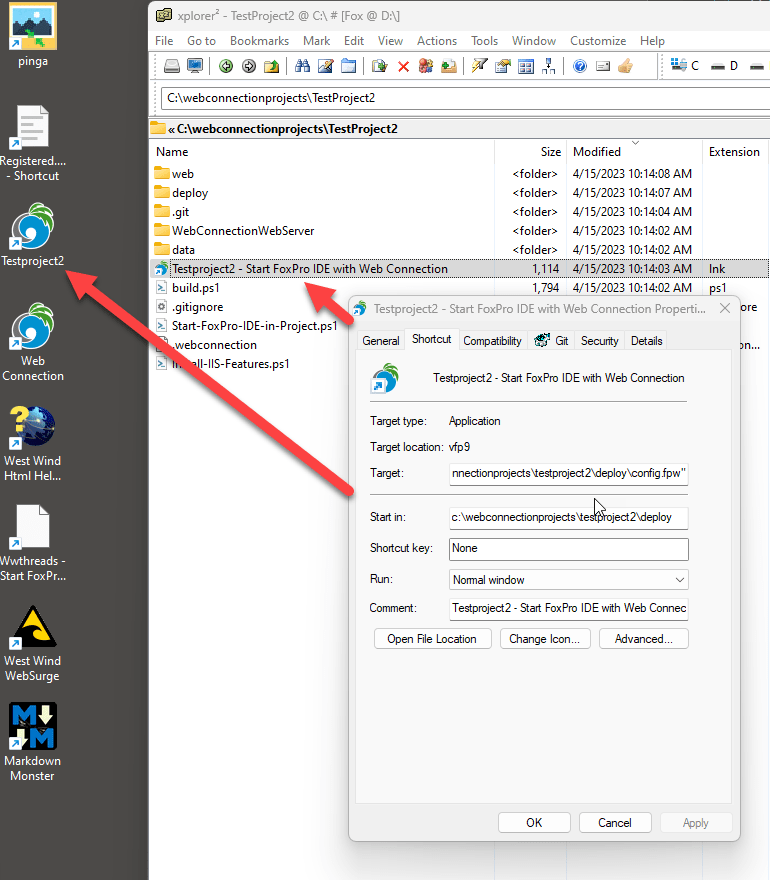 pinga
Registered....
- Shortcut
Testproject2
Web
Connection
West Wind
Html Hel...
Wwthreads -
Start FoxPr...
West Wind
WebSurge
Markdown
Monster
xplorer² - TestProject2 @ C:\ # [Fox @ D:\]
File Go to Bookmarks Mark Edit View Actions Tools Window Customize Help
C D
C:\webconnectionprojects\TestProject2
« C:\webconnectionprojects\TestProject2
Name Size Modified Extension
web <folder> 4/15/2023 10:14:08 AM
deploy <folder> 4/15/2023 10:14:07 AM
.git <folder> 4/15/2023 10:14:04 AM
WebConnectionWebServer <folder> 4/15/2023 10:14:02 AM
data <folder> 4/15/2023 10:14:02 AM
Testproject2 - Start FoxPro IDE with Web Connection 1,114 4/15/2023 10:14:03 AM lnk
build.ps1 1,794 4/15/2023 10:14:02 AM ps1
.gitignore
Start-FoxPro-IDE-in-Project.ps1
.webconnection
Install-IIS-Features.ps1
Testproject2 - Start FoxPro IDE with Web Connection Properti...
General Shortcut Compatibility Git Security Details
Testproject2 - Start FoxPro IDE with Web Connection
Target type: Application
Target location: vfp9
Target: nnectionprojects\testproject2\deploy\config.fpw"
Start in: c:\webconnectionprojects\testproject2\deploy
Shortcut key: None
Run: Normal window
Comment: Testproject2 - Start FoxPro IDE with Web Connec
Open File Location Change Icon... Advanced...
OK Cancel Apply